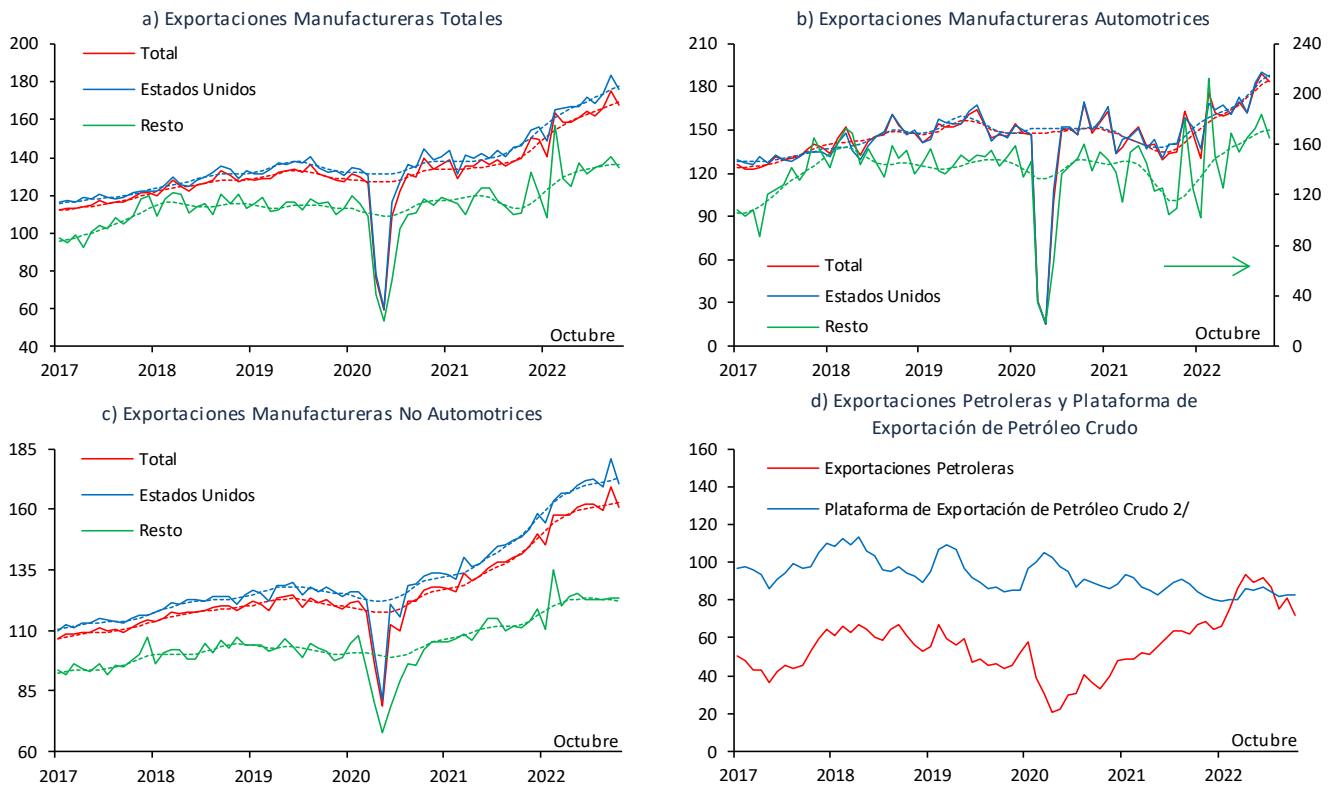 a) Exportaciones Manufactureras Totales
200
180
160
140
120
100
80
60
40
Total
Estados Unidos
Resto
Octubre
2017 2018 2019 2020 2021 2022
b) Exportaciones Manufactureras Automotrices
210
180
150
120
90
60
30
0
240
200
160
120
80
40
0
Total
Estados Unidos
Resto
Octubre
2017 2018 2019 2020 2021 2022
c) Exportaciones Manufactureras No Automotrices
185
160
135
110
85
60
Total
Estados Unidos
Resto
Octubre
2017 2018 2019 2020 2021 2022
d) Exportaciones Petroleras y Plataforma de
Exportación de Petróleo Crudo
160
140
120
100
80
60
40
20
0
Exportaciones Petroleras
Plataforma de Exportación de Petróleo Crudo 2/
Octubre
2017 2018 2019 2020 2021 2022